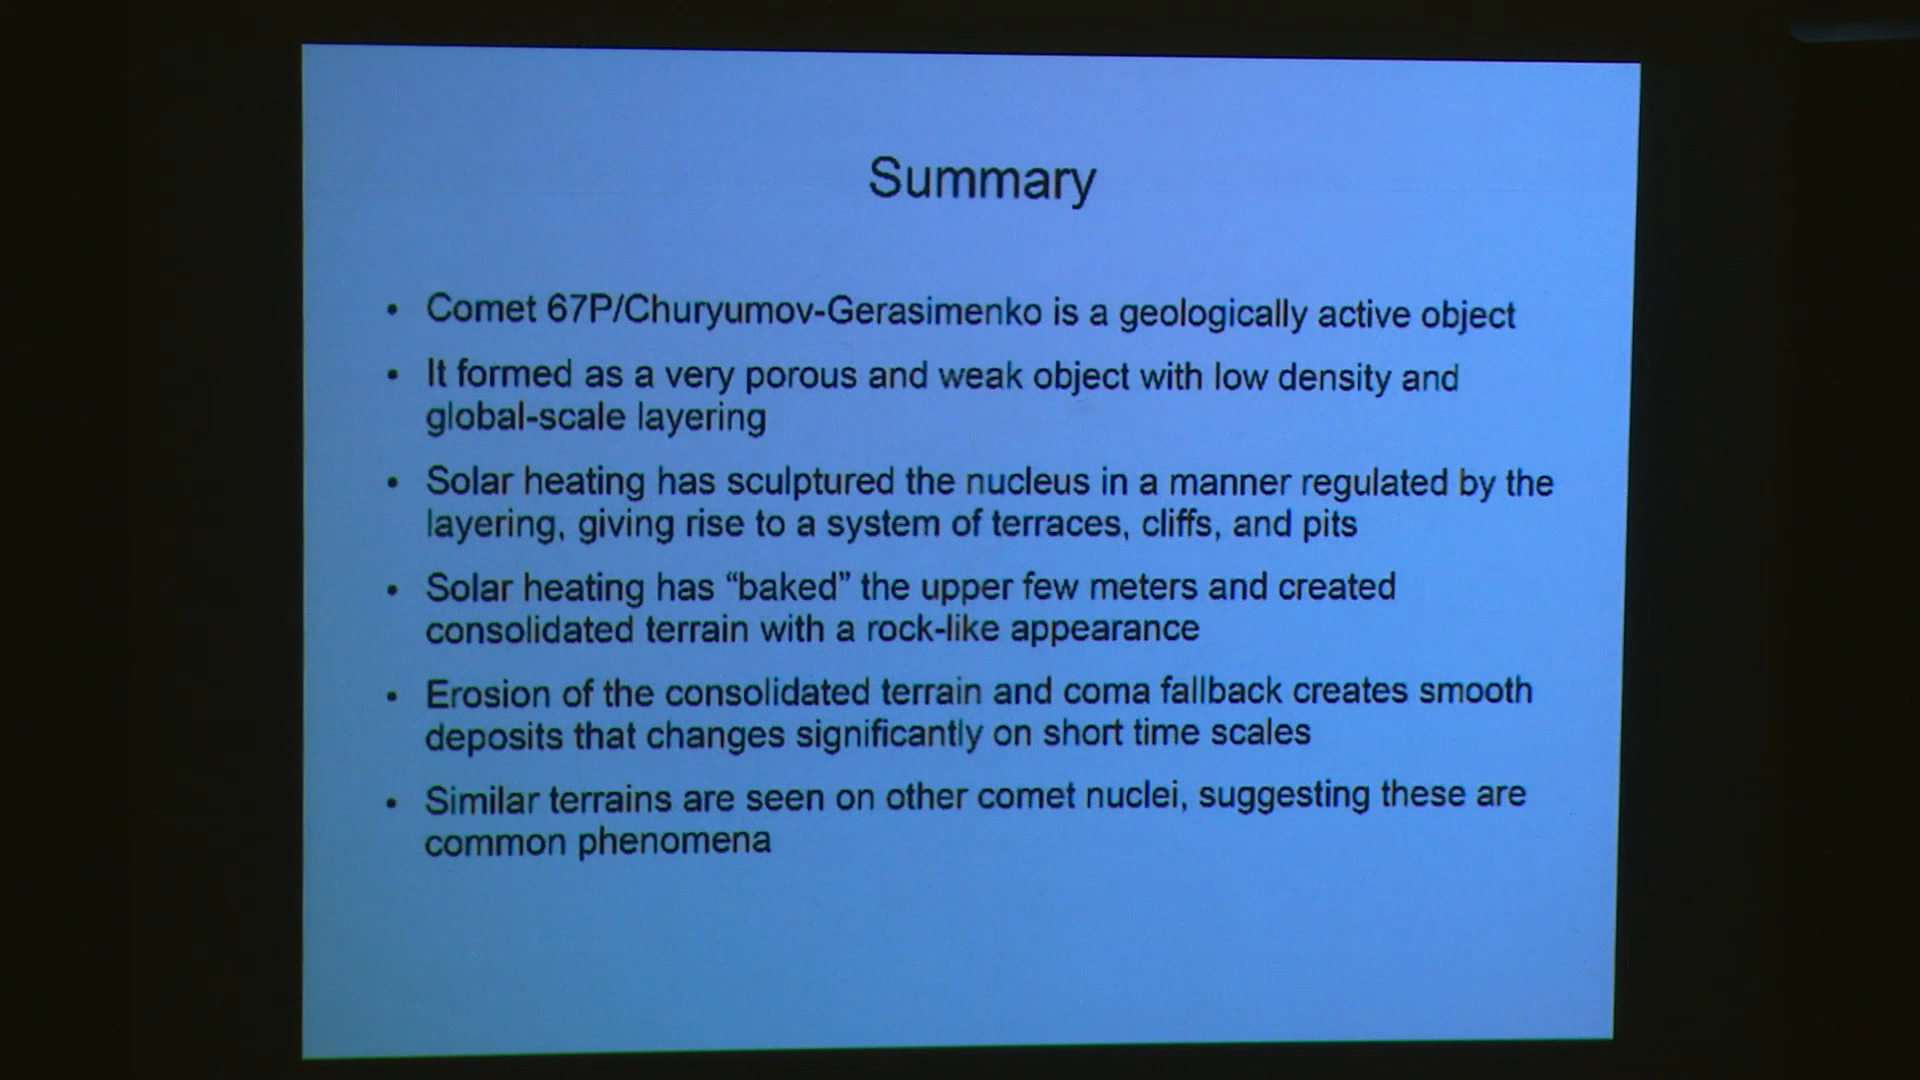 Summary
• Comet 67P/Churyumov-Gerasimenko is a geologically active object
• It formed as a very porous and weak object with low density and
global-scale layering
• Solar heating has sculptured the nucleus in a manner regulated by the
layering, giving rise to a system of terraces, cliffs, and pits
• Solar heating has “baked” the upper few meters and created
consolidated terrain with a rock-like appearance
• Erosion of the consolidated terrain and coma fallback creates smooth
deposits that changes significantly on short time scales
• Similar terrains are seen on other comet nuclei, suggesting these are
common phenomena